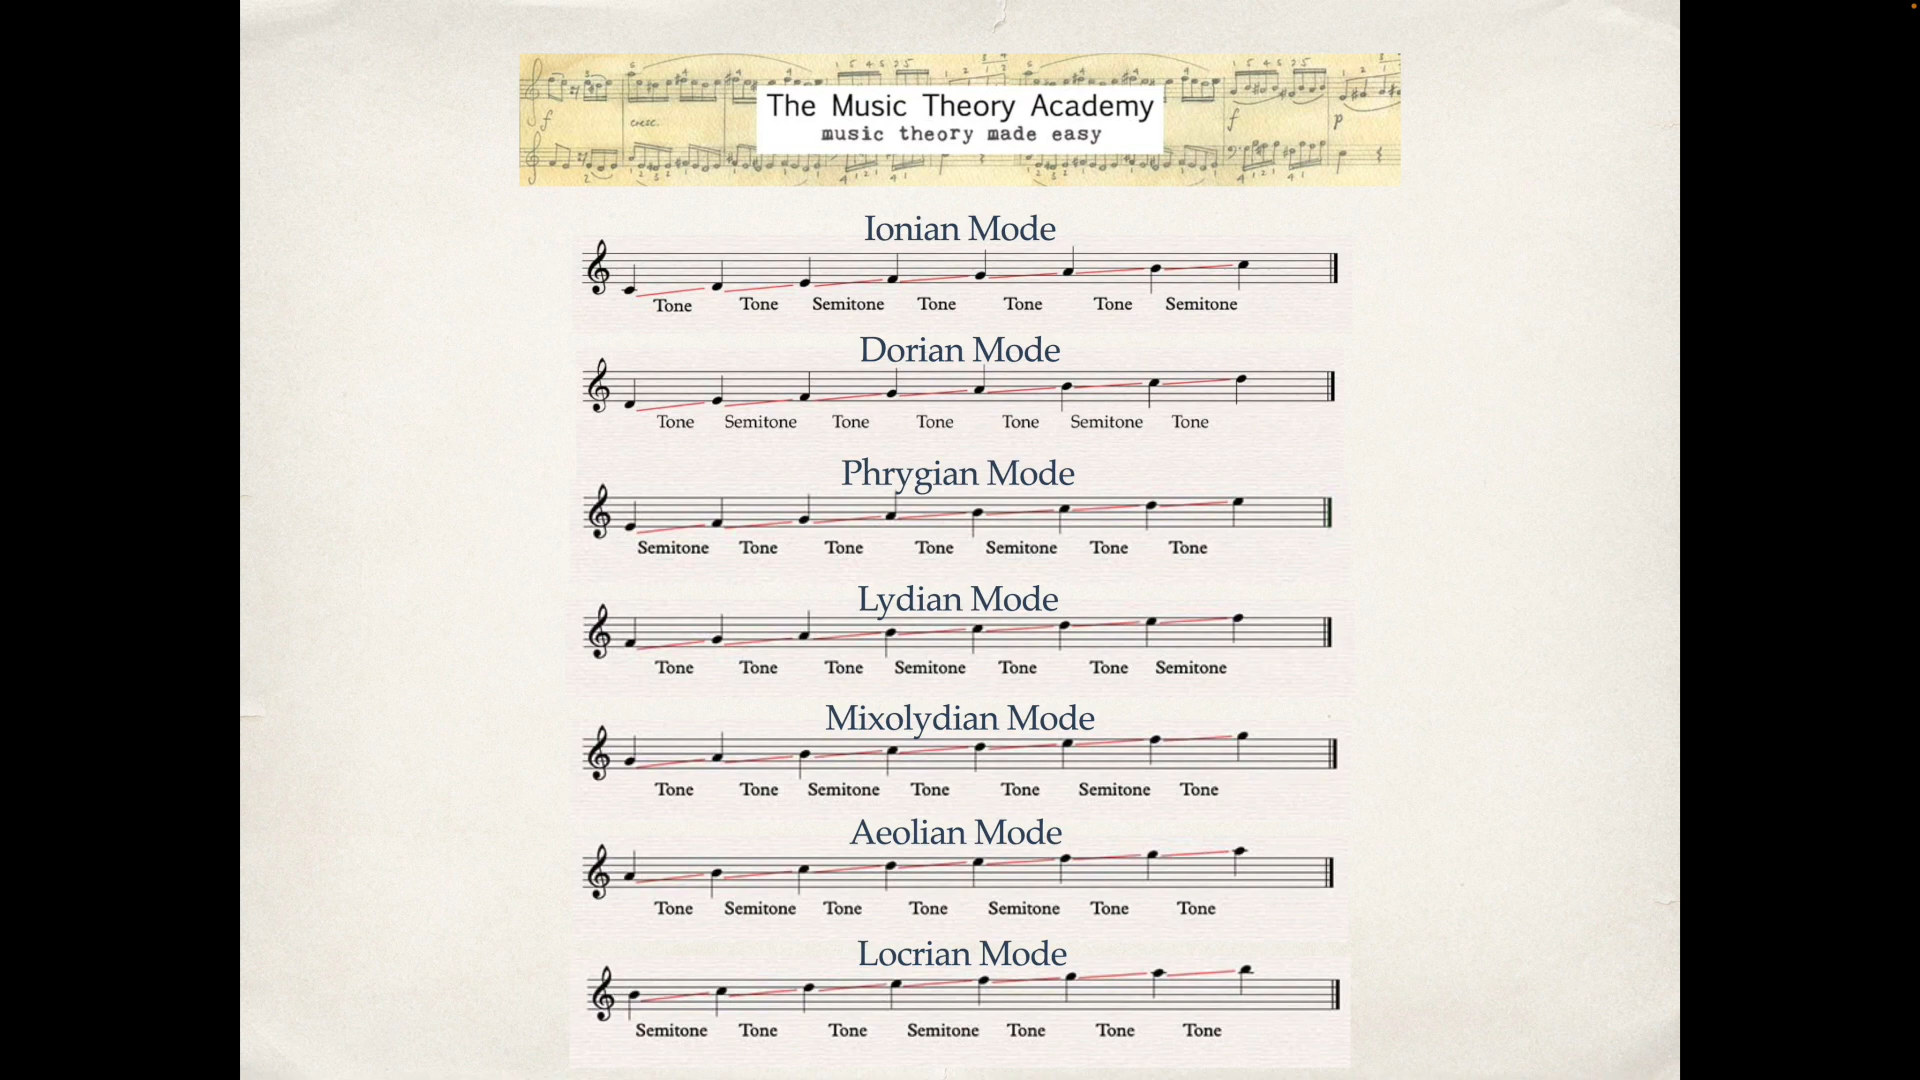 The Music Theory Academy
music theory made easy
f
cresc.
f
p
Ionian Mode
Tone Tone Semitone Tone Tone Tone Semitone
Dorian Mode
Tone Semitone Tone Tone Tone Semitone Tone
Phrygian Mode
Semitone Tone Tone Tone Semitone Tone Tone
Lydian Mode
Tone Tone Tone Semitone Tone Tone Semitone
Mixolydian Mode
Tone Tone Semitone Tone Tone Semitone Tone
Aeolian Mode
Tone Semitone Tone Tone Semitone Tone Tone
Locrian Mode
Semitone Tone Tone Semitone Tone Tone Tone